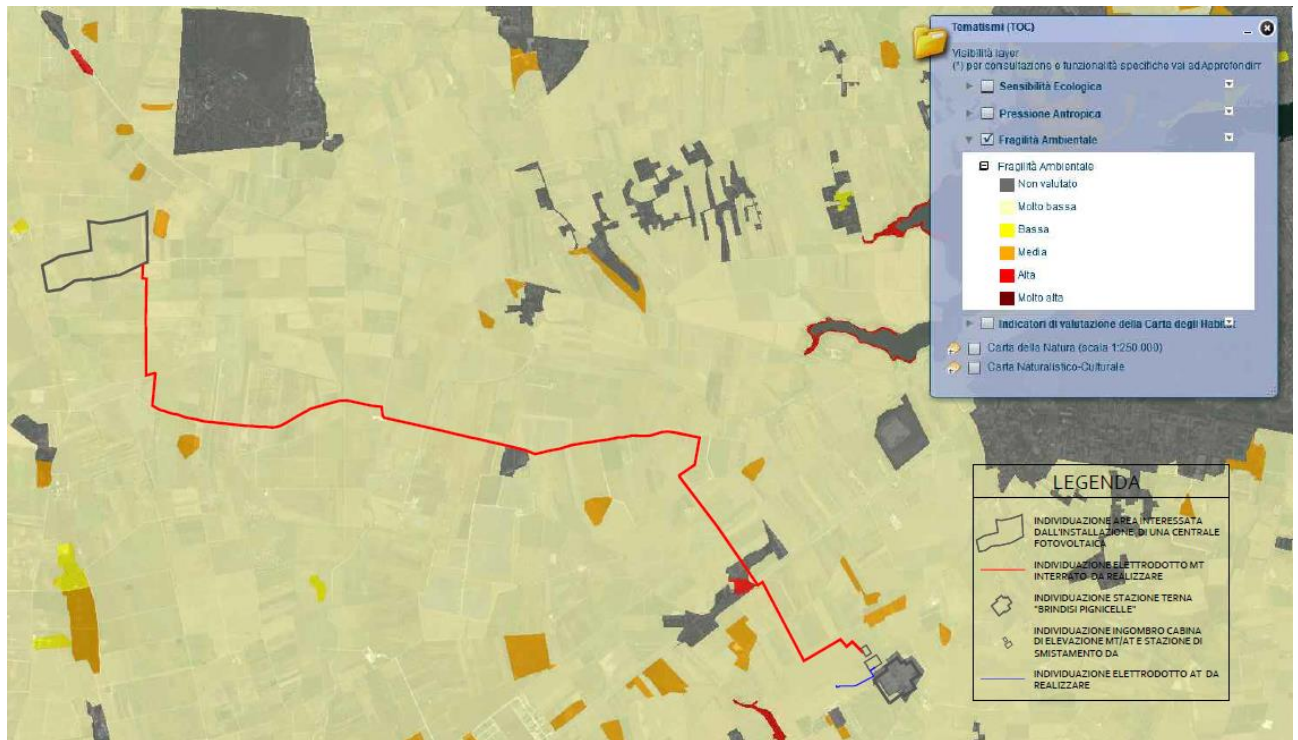 Tematismi (TOC)
Visibilità layer
(*) per consultazione e funzionalità specifiche vai ad Approfondim
Sensibilità Ecologica
Pressione Antropica
Fragilità Ambientale
Fragilità Ambientale
Non valutato
Molto bassa
Bassa
Media
Alta
Molto alta
Indicatori di valutazione della Carta degli Habitat
Carta della Natura (scala 1:250.000)
Carta Naturalistico-Culturale
LEGENDA
INDIVIDUAZIONE AREA INTERESSATA
DALL'INSTALLAZIONE DI UNA CENTRALE
FOTOVOLTAICA
INDIVIDUAZIONE ELETTRODOTTO MT
INTERRATO DA REALIZZARE
INDIVIDUAZIONE STAZIONE TERNA
"BRINDISI PIGNICELLE"
INDIVIDUAZIONE INGOMBRO CABINA
DI ELEVAZIONE MT/AT E STAZIONE DI
SMISTAMENTO DA
INDIVIDUAZIONE ELETTRODOTTO AT DA
REALIZZARE